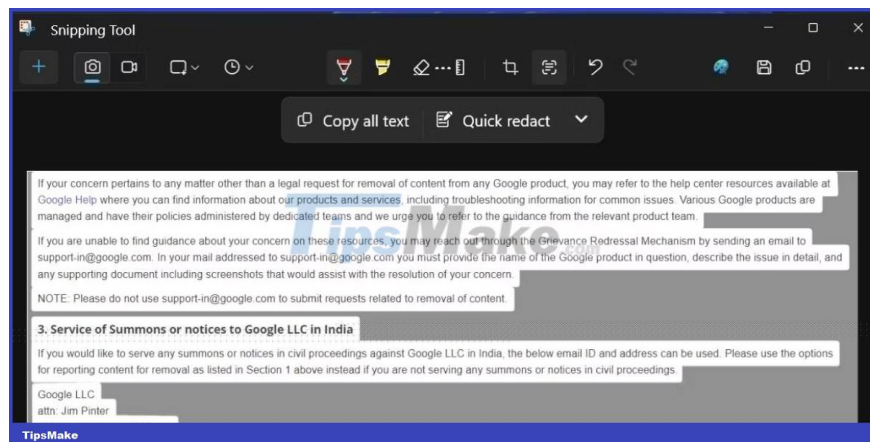 Snipping Tool
Copy all text
Quick redact
If your concern pertains to any matter other than a legal request for removal of content from any Google product, you may refer to the help center resources available at
Google Help where you can find information about our products and services, including troubleshooting information for common issues. Various Google products are
managed and have their policies administered by dedicated teams and we urge you to refer to the guidance from the relevant product team.
If you are unable to find guidance about your concern on these resources, you may reach out through the Grievance Redressal Mechanism by sending an email to
support-in@google.com. In your mail addressed to support-in@google.com you must provide the name of the Google product in question, describe the issue in detail, and
any supporting document including screenshots that would assist with the resolution of your concern.
TipsMake.com
NOTE: Please do not use support-in@google.com to submit requests related to removal of content.
3. Service of Summons or notices to Google LLC in India
If you would like to serve any summons or notices in civil proceedings against Google LLC in India, the below email ID and address can be used. Please use the options
for reporting content for removal as listed in Section 1 above instead if you are not serving any summons or notices in civil proceedings.
Google LLC
attn: Jim Pinter
TipsMake